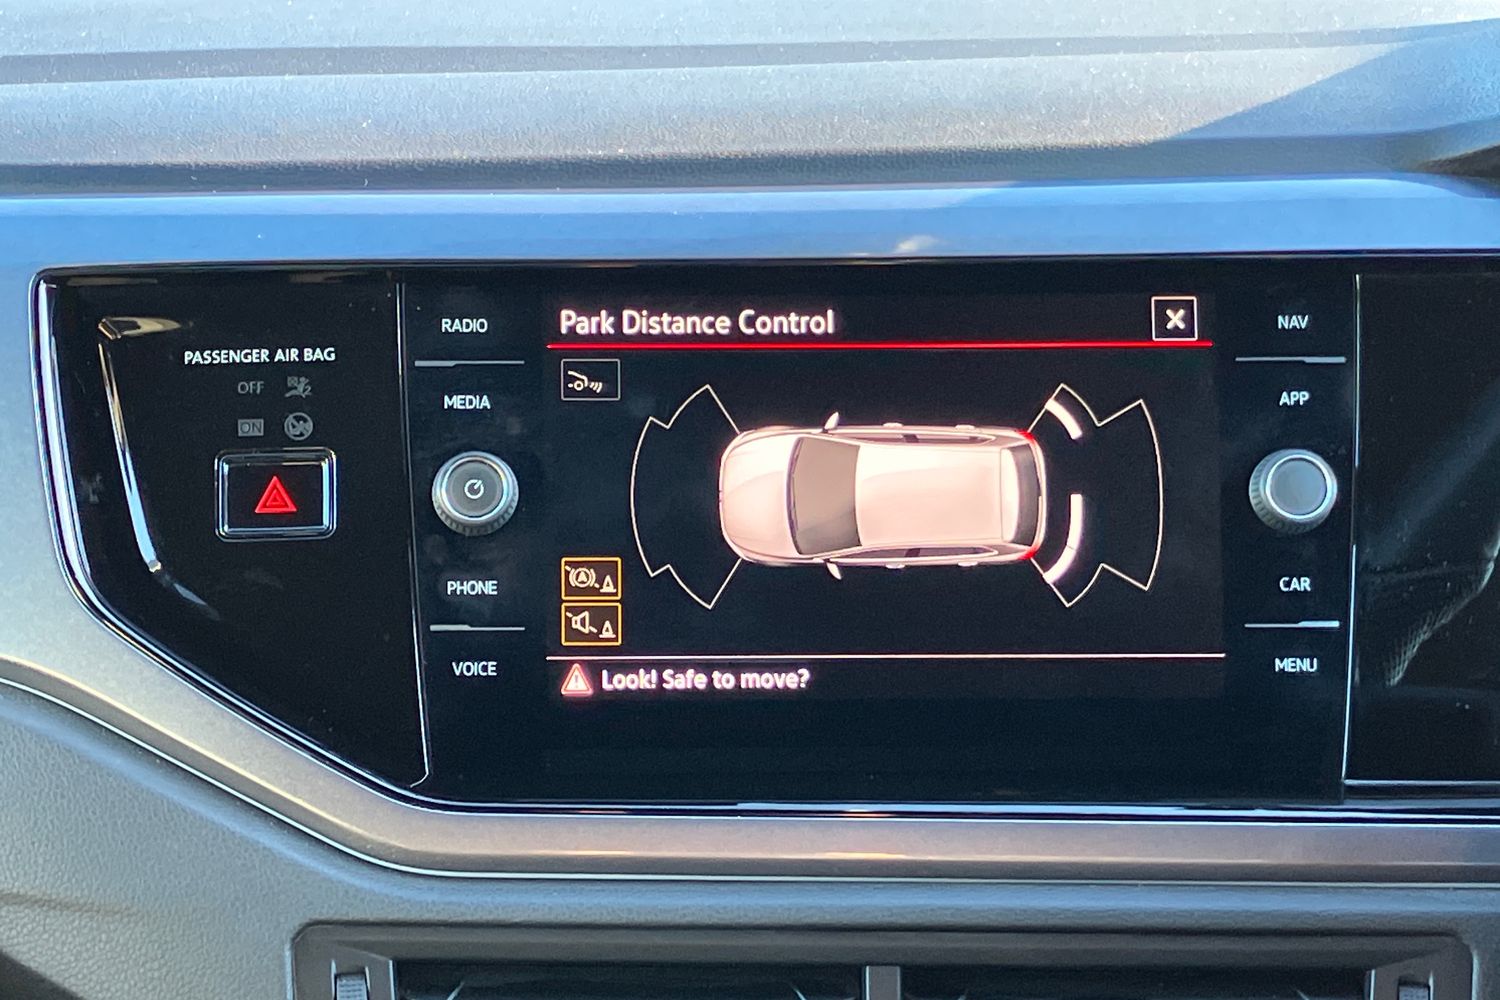 PASSENGER AIR BAG
OFF
ON
RADIO
MEDIA
PHONE
VOICE
Park Distance Control
Look! Safe to move?
NAV
APP
CAR
MENU